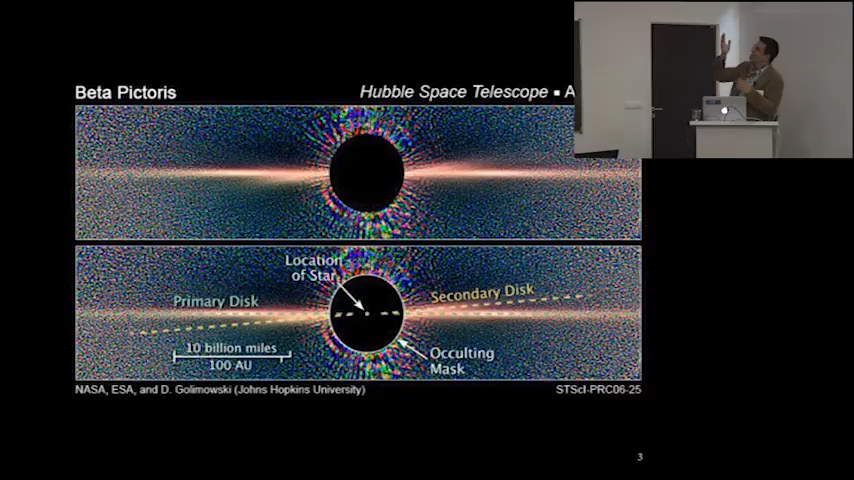 Beta Pictoris
Hubble Space Telescope ▪ A
Location
of Star
Primary Disk
Secondary Disk
10 billion miles
100 AU
Occulting
Mask
NASA, ESA, and D. Golimowski (Johns Hopkins University)
STScI-PRC06-25
3